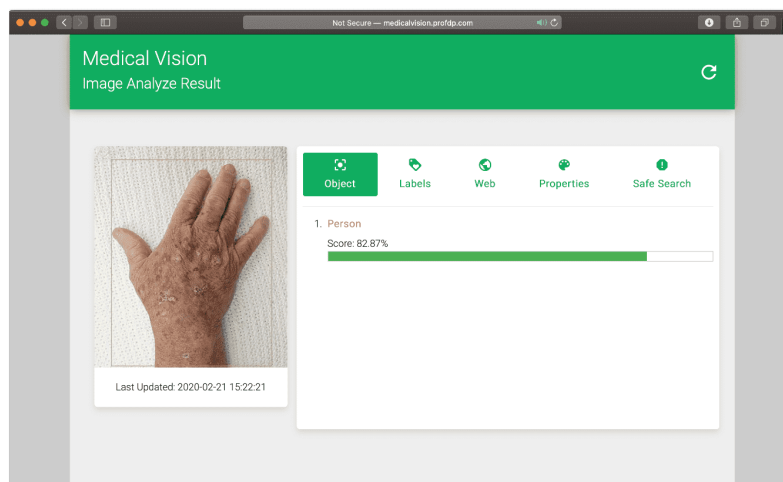 Not Secure — medicalvision.profdp.com
Medical Vision
Image Analyze Result
Object
Labels
Web
Properties
Safe Search
1. Person
Score: 82.87%
Last Updated: 2020-02-21 15:22:21